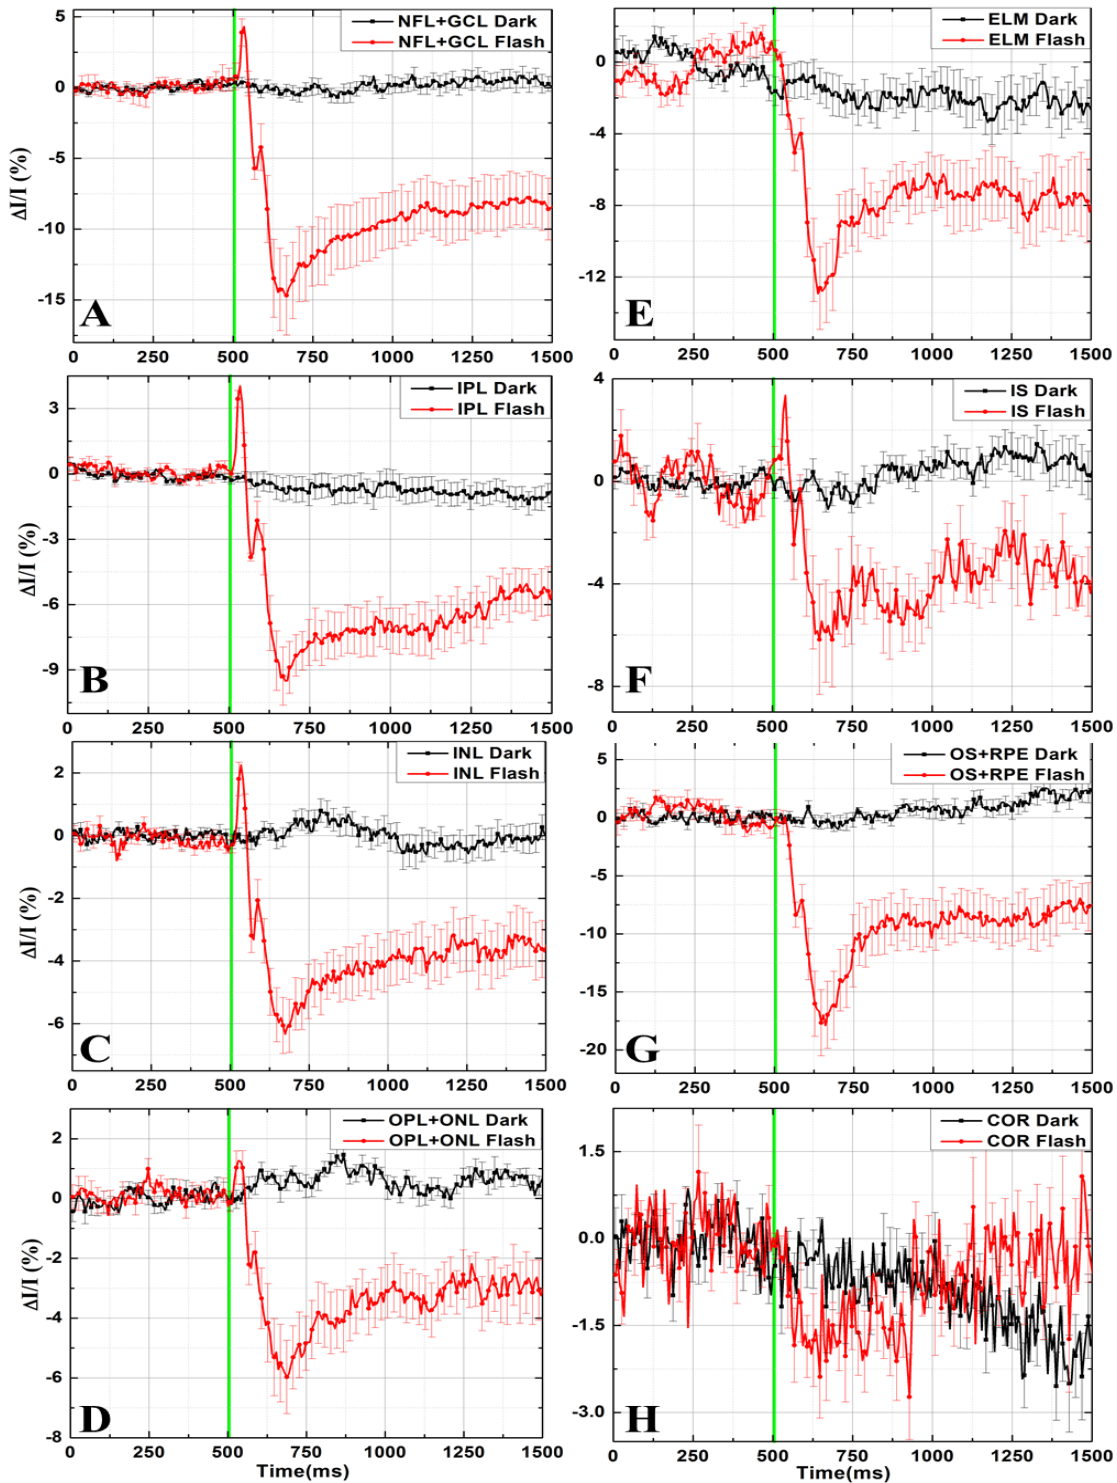 NFL+GCL Dark
NFL+GCL Flash
5
0
-5
-10
-15
ΔI/I (%)
A
0 250 500 750 1000 1250 1500
ELM Dark
ELM Flash
0
-4
-8
-12
E
0 250 500 750 1000 1250 1500
IPL Dark
IPL Flash
3
0
-3
-6
-9
ΔI/I (%)
B
0 250 500 750 1000 1250 1500
IS Dark
IS Flash
4
0
-4
-8
F
0 250 500 750 1000 1250 1500
INL Dark
INL Flash
2
0
-2
-4
-6
ΔI/I (%)
C
0 250 500 750 1000 1250 1500
OS+RPE Dark
OS+RPE Flash
5
0
-5
-10
-15
-20
G
0 250 500 750 1000 1250 1500
OPL+ONL Dark
OPL+ONL Flash
2
0
-2
-4
-6
-8
ΔI/I (%)
D
0 250 500 750 1000 1250 1500
Time(ms)
COR Dark
COR Flash
1.5
0.0
-1.5
-3.0
H
0 250 500 750 1000 1250 1500
Time(ms)